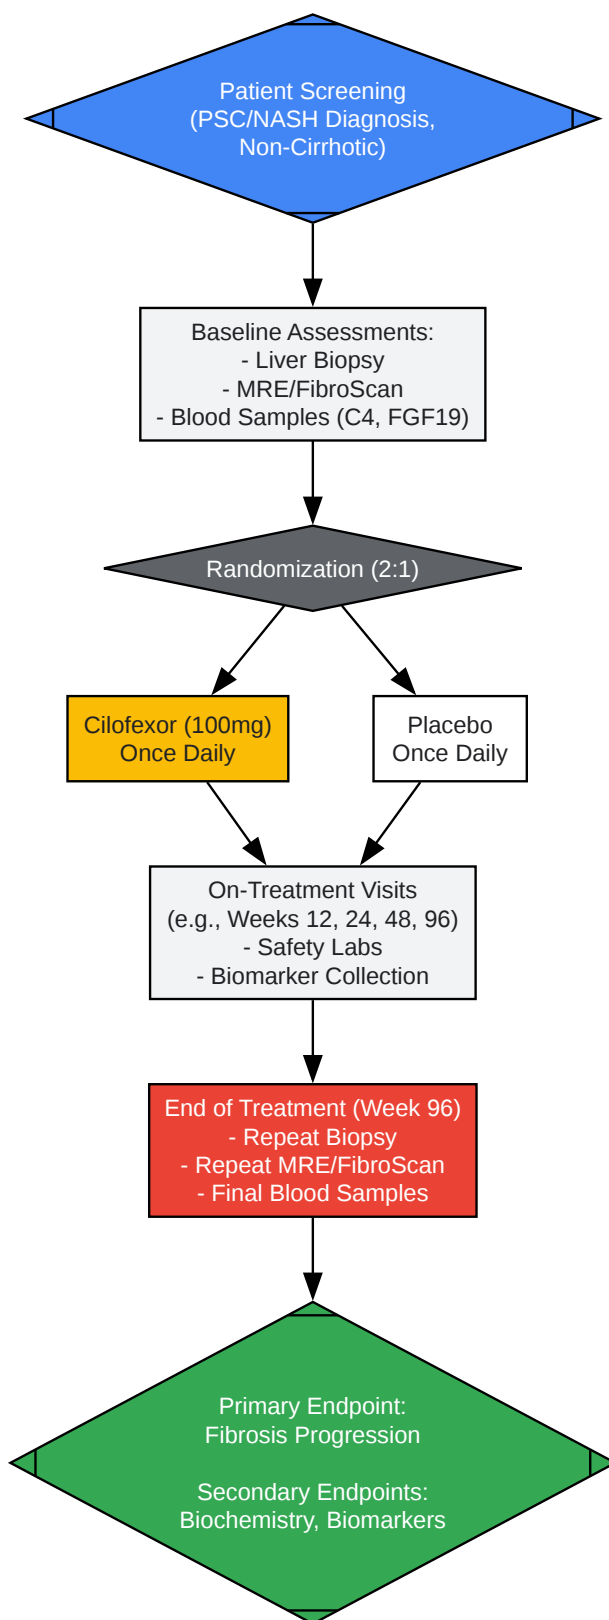 Patient Screening
(PSC/NASH Diagnosis,
Non-Cirrhotic)
Baseline Assessments:
- Liver Biopsy
- MRE/FibroScan
- Blood Samples (C4, FGF19)
Randomization (2:1)
Cilofexor (100mg)
Once Daily
Placebo
Once Daily
On-Treatment Visits
(e.g., Weeks 12, 24, 48, 96)
- Safety Labs
- Biomarker Collection
End of Treatment (Week 96)
- Repeat Biopsy
- Repeat MRE/FibroScan
- Final Blood Samples
Primary Endpoint:
Fibrosis Progression
Secondary Endpoints:
Biochemistry, Biomarkers